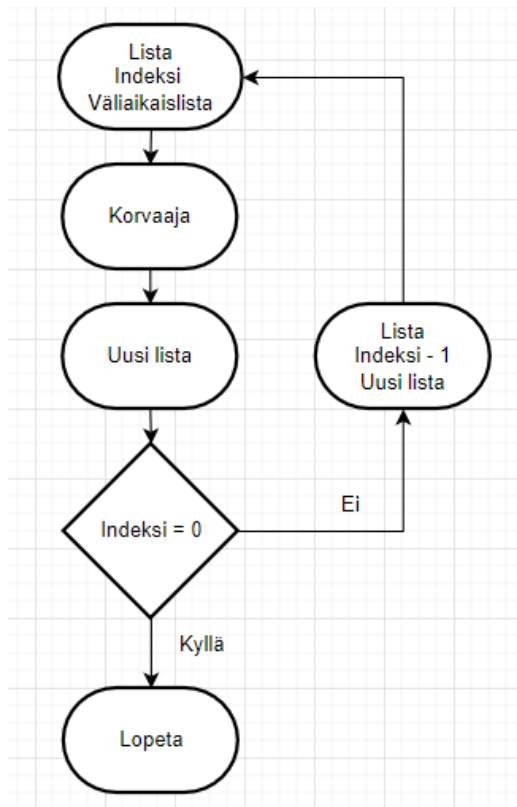 Lista
Indeksi
Väliaikaislista
Korvaaja
Uusi lista
Lista
Indeksi - 1
Uusi lista
Indeksi = 0
Ei
Kyllä
Lopeta